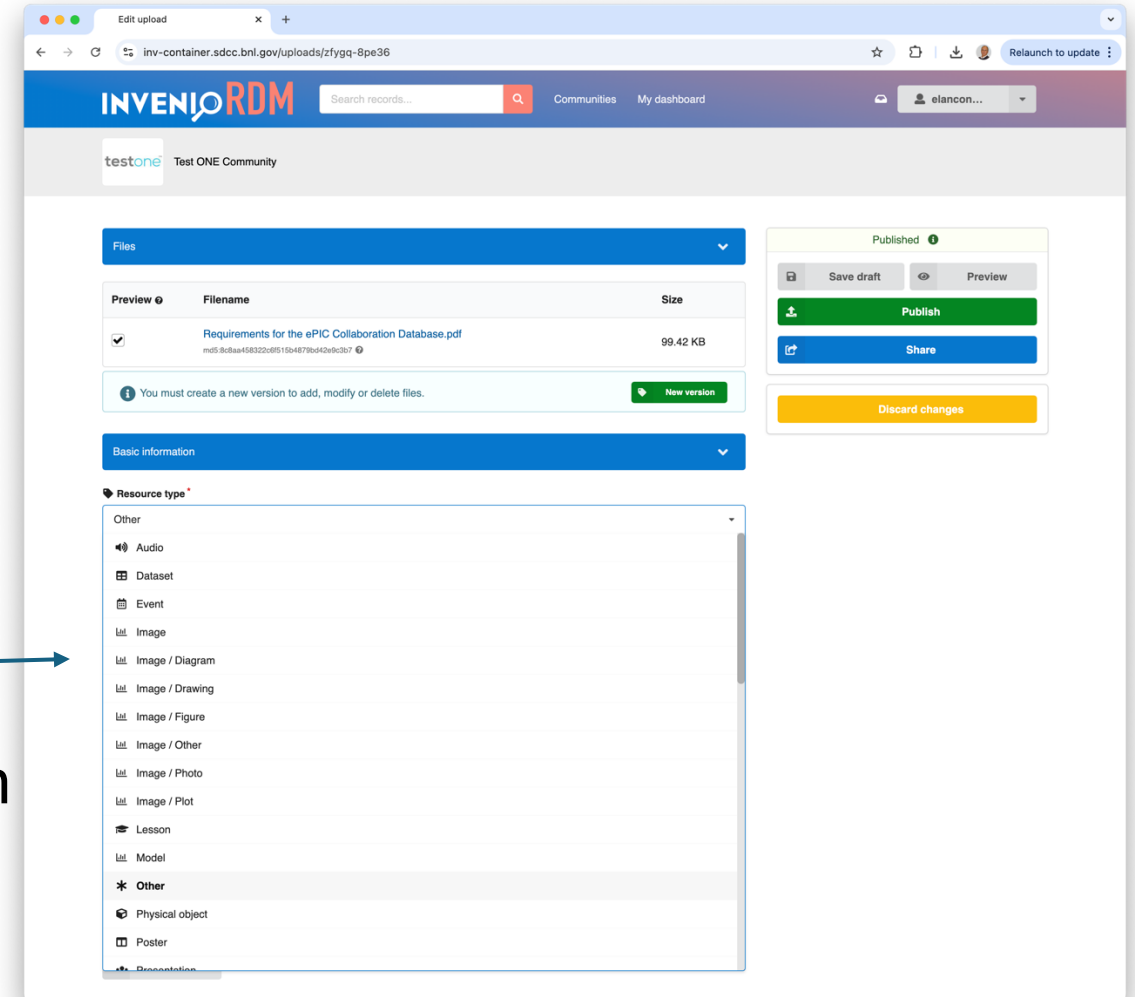 Edit upload
inv-container.sdcc.bnl.gov/uploads/zfygq-8pe36
Relaunch to update
INVENIO RDM
Search records...
Communities
My dashboard
elancon...
testone
Test ONE Community
Files
Published
Save draft
Preview
Publish
Share
Discard changes
Preview
Filename
Size
Requirements for the ePIC Collaboration Database.pdf
99.42 KB
You must create a new version to add, modify or delete files.
New version
Basic information
Resource type *
Other
Audio
Dataset
Event
Image
Image / Diagram
Image / Drawing
Image / Figure
Image / Other
Image / Photo
Image / Plot
Lesson
Model
Other
Physical object
Poster
Presentation